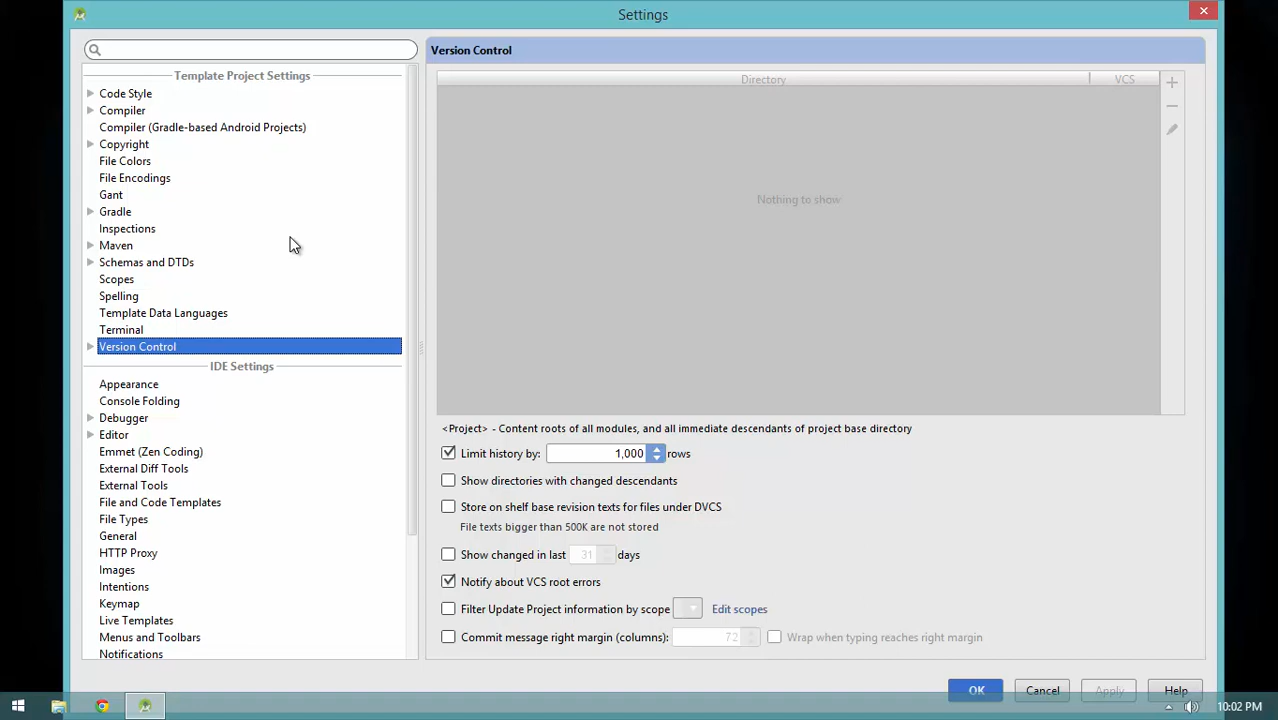 Settings
Version Control
Template Project Settings
Code Style
Compiler
Compiler (Gradle-based Android Projects)
Copyright
File Colors
File Encodings
Gant
Gradle
Inspections
Maven
Schemas and DTDs
Scopes
Spelling
Template Data Languages
Terminal
Version Control
IDE Settings
Appearance
Console Folding
Debugger
Editor
Emmet (Zen Coding)
External Diff Tools
External Tools
File and Code Templates
File Types
General
HTTP Proxy
Images
Intentions
Keymap
Live Templates
Menus and Toolbars
Notifications
Directory VCS
Nothing to show
<Project> - Content roots of all modules, and all immediate descendants of project base directory
Limit history by: 1,000 rows
Show directories with changed descendants
Store on shelf base revision texts for files under DVCS
File texts bigger than 500K are not stored
Show changed in last 31 days
Notify about VCS root errors
Filter Update Project information by scope Edit scopes
Commit message right margin (columns): 72 Wrap when typing reaches right margin
OK Cancel Apply Help
10:02 PM